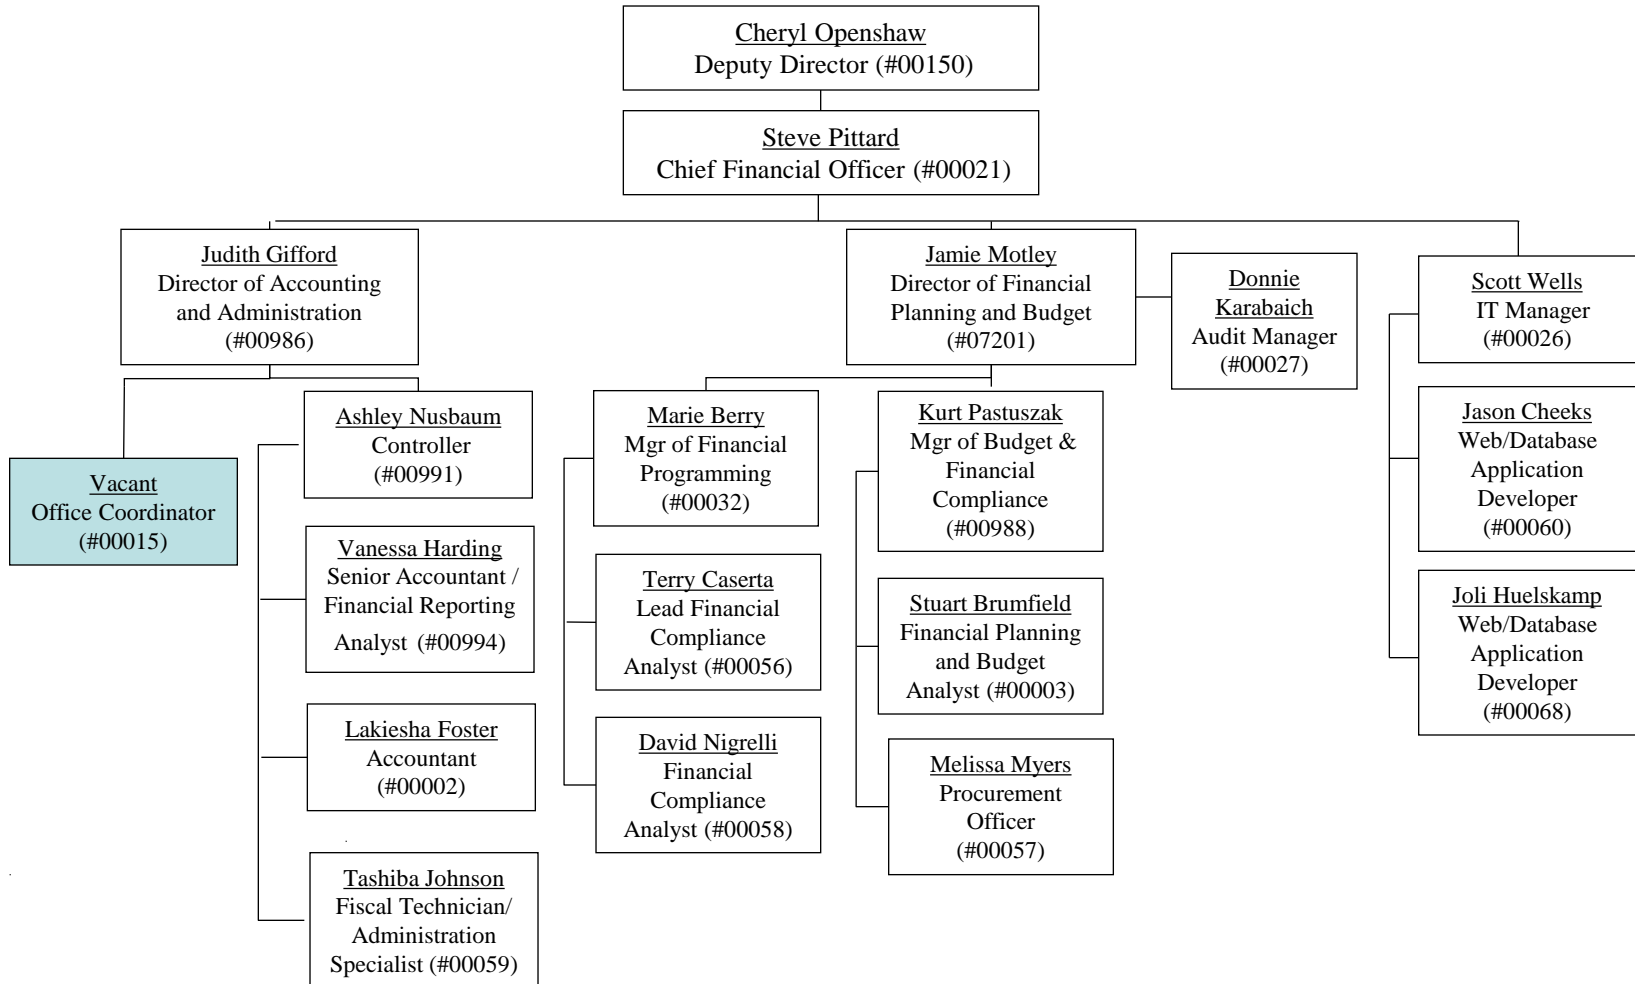 Cheryl Openshaw
Deputy Director (#00150)
Steve Pittard
Chief Financial Officer (#00021)
Judith Gifford
Director of Accounting
and Administration
(#00986)
Jamie Motley
Director of Financial
Planning and Budget
(#07201)
Donnie
Karabaich
Audit Manager
(#00027)
Scott Wells
IT Manager
(#00026)
Vacant
Office Coordinator
(#00015)
Ashley Nusbaum
Controller
(#00991)
Vanessa Harding
Senior Accountant /
Financial Reporting
Analyst (#00994)
Lakiesha Foster
Accountant
(#00002)
Tashiba Johnson
Fiscal Technician/
Administration
Specialist (#00059)
Marie Berry
Mgr of Financial
Programming
(#00032)
Terry Caserta
Lead Financial
Compliance
Analyst (#00056)
David Nigrelli
Financial
Compliance
Analyst (#00058)
Kurt Pastuszak
Mgr of Budget &
Financial
Compliance
(#00988)
Stuart Brumfield
Financial Planning
and Budget
Analyst (#00003)
Melissa Myers
Procurement
Officer
(#00057)
Jason Cheeks
Web/Database
Application
Developer
(#00060)
Joli Huelskamp
Web/Database
Application
Developer
(#00068)